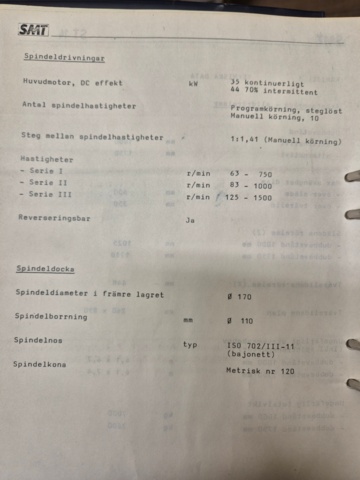 SMT
Spindeldrivningar
Huvudmotor, DC effekt kW 35 kontinuerligt
44 70% intermittent
Antal spindelhastigheter Programkörning, steglöst
Manuell körning, 10
Steg mellan spindelhastigheter 1:1,41 (Manuell körning)
Hastigheter
- Serie I r/min 63 - 750
- Serie II r/min 83 - 1000
- Serie III r/min 125 - 1500
Reverseringsbar Ja
Spindeldocka
Spindeldiameter i främre lagret Ø 170
Spindelborrning mm Ø 110
Spindelnos typ ISO 702/III-11
(bajonett)
Spindelkona Metrisk nr 120